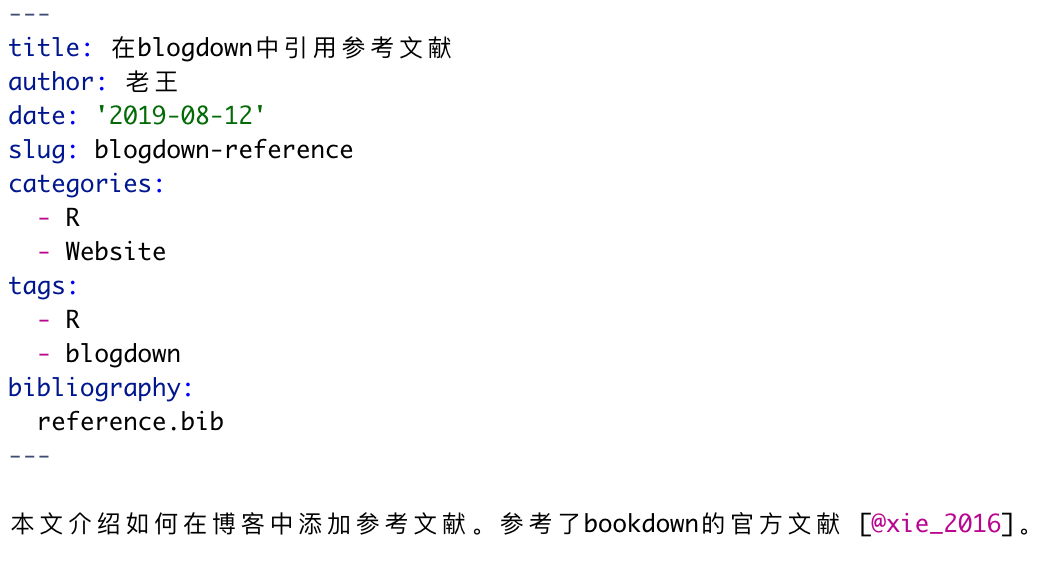 ---
title: 在blogdown中引用参考文献
author: 老王
date: '2019-08-12'
slug: blogdown-reference
categories:
  - R
  - Website
tags:
  - R
  - blogdown
bibliography:
  reference.bib
---
本文介绍如何在博客中添加参考文献。参考了bookdown的官方文献 [@xie_2016]。